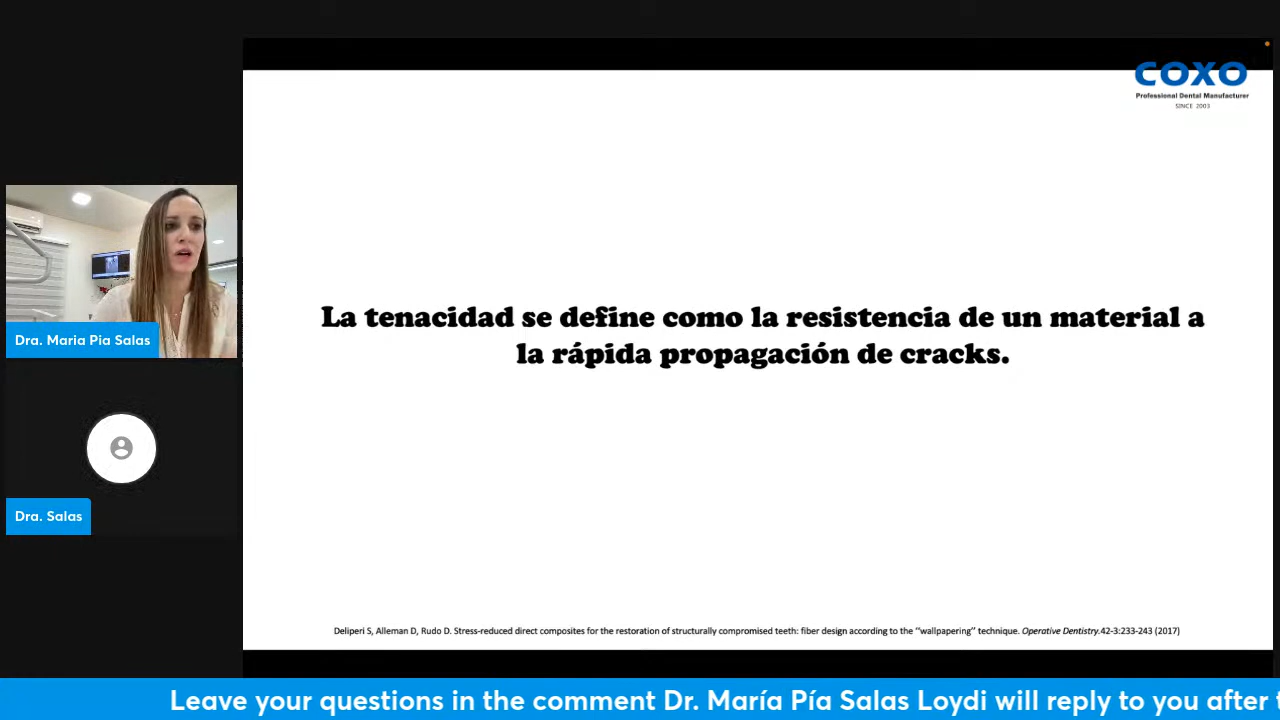 COXO
Professional Dental Manufacturer
SINCE 2003
La tenacidad se define como la resistencia de un material a
la rápida propagación de cracks.
Dra. Maria Pia Salas
Dra. Salas
Deliperi S, Alleman D, Rudo D. Stress-reduced direct composites for the restoration of structurally compromised teeth: fiber design according to the “wallpapering” technique. Operative Dentistry.42-3:233-243 (2017)
Leave your questions in the comment Dr. María Pía Salas Loydi will reply to you after